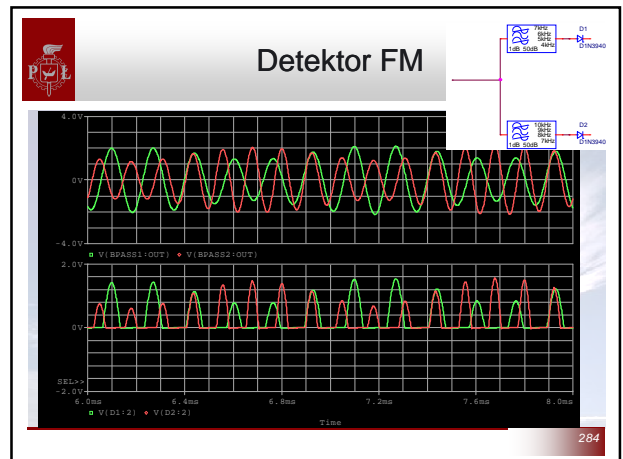 Detektor FM
P Ł
7kHz
6kHz
5kHz
4kHz
1dB 50dB
D1
D1N3940
10kHz
9kHz
8kHz
7kHz
1dB 50dB
D2
D1N3940
4.0V
0V
-4.0V
V(BPASS1:OUT) V(BPASS2:OUT)
2.0V
0V
SEL>>
-2.0V
6.0ms 6.4ms 6.8ms 7.2ms 7.6ms 8.0ms
V(D1:2) V(D2:2)
Time
284